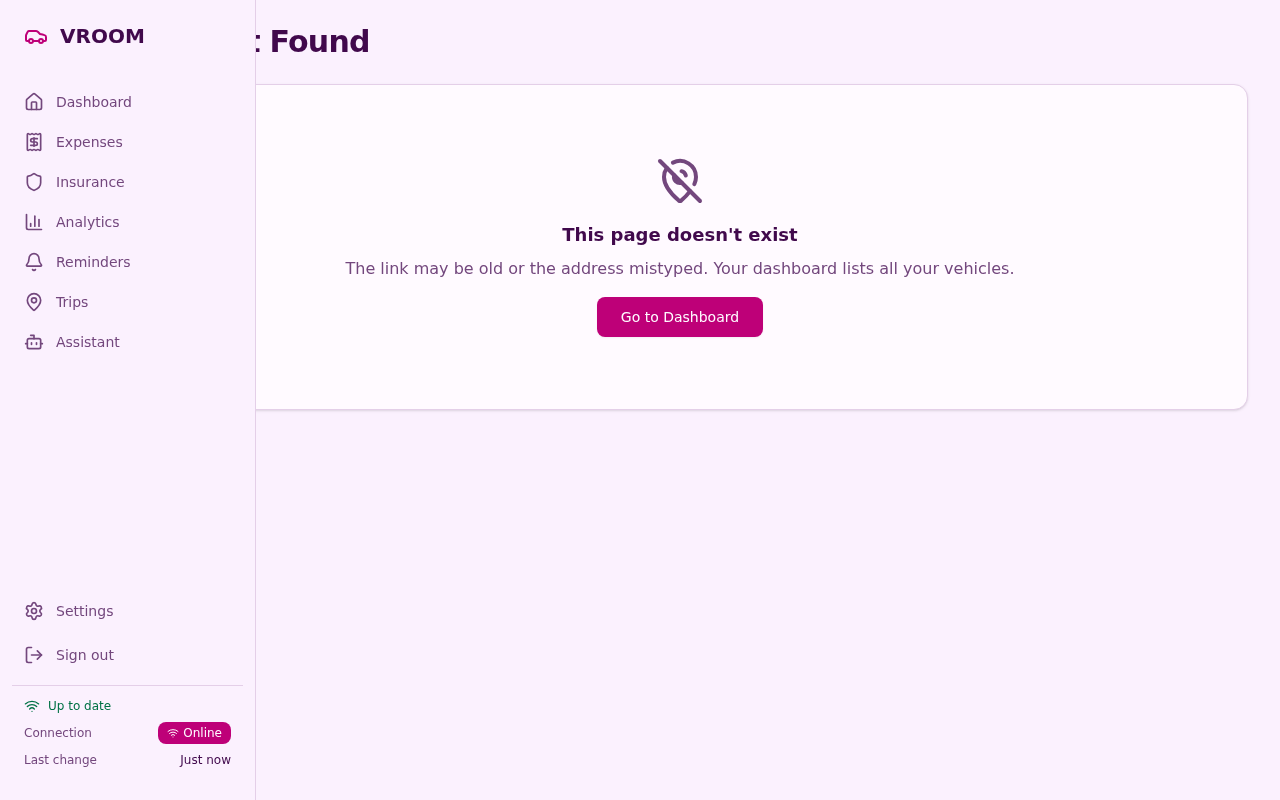 VROOM
Dashboard
Expenses
Insurance
Analytics
Reminders
Trips
Assistant
Settings
Sign out
Up to date
Connection Online
Last change Just now
Found
This page doesn't exist
The link may be old or the address mistyped. Your dashboard lists all your vehicles.
Go to Dashboard